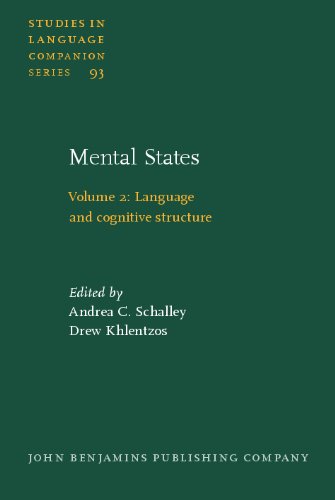 STUDIES IN
LANGUAGE
COMPANION
SERIES 93
Mental States
Volume 2: Language
and cognitive structure
Edited by
Andrea C. Schalley
Drew Khlentzos
JOHN BENJAMINS PUBLISHING COMPANY